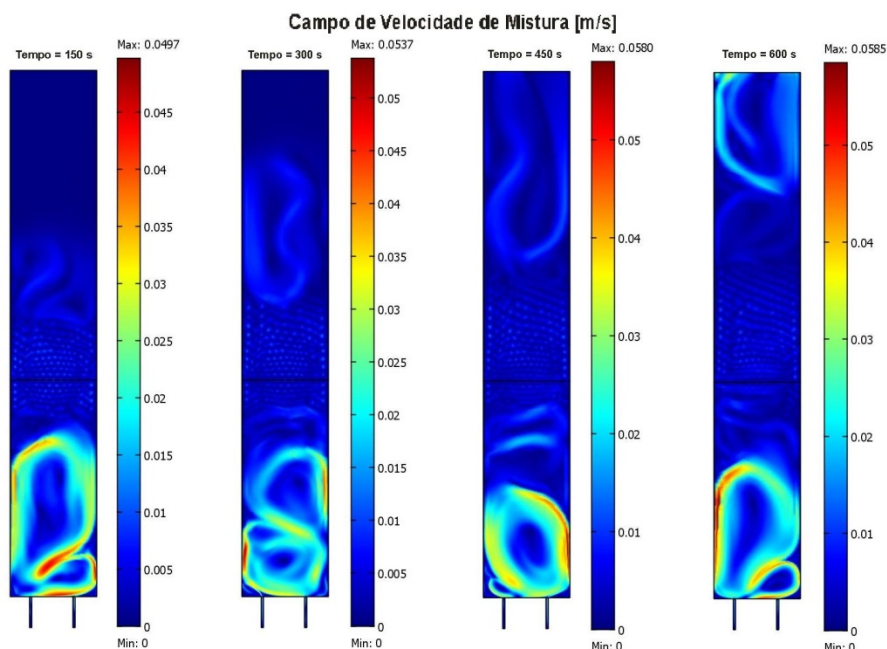 Campo de Velocidade de Mistura [m/s]
Tempo = 150 s
Max: 0.0497
0.045
0.04
0.035
0.03
0.025
0.02
0.015
0.01
0.005
0
Min: 0
Tempo = 300 s
Max: 0.0537
0.05
0.045
0.04
0.035
0.03
0.025
0.02
0.015
0.01
0.005
0
Min: 0
Tempo = 450 s
Max: 0.0580
0.05
0.04
0.03
0.02
0.01
0
Min: 0
Tempo = 600 s
Max: 0.0585
0.05
0.04
0.03
0.02
0.01
0
Min: 0